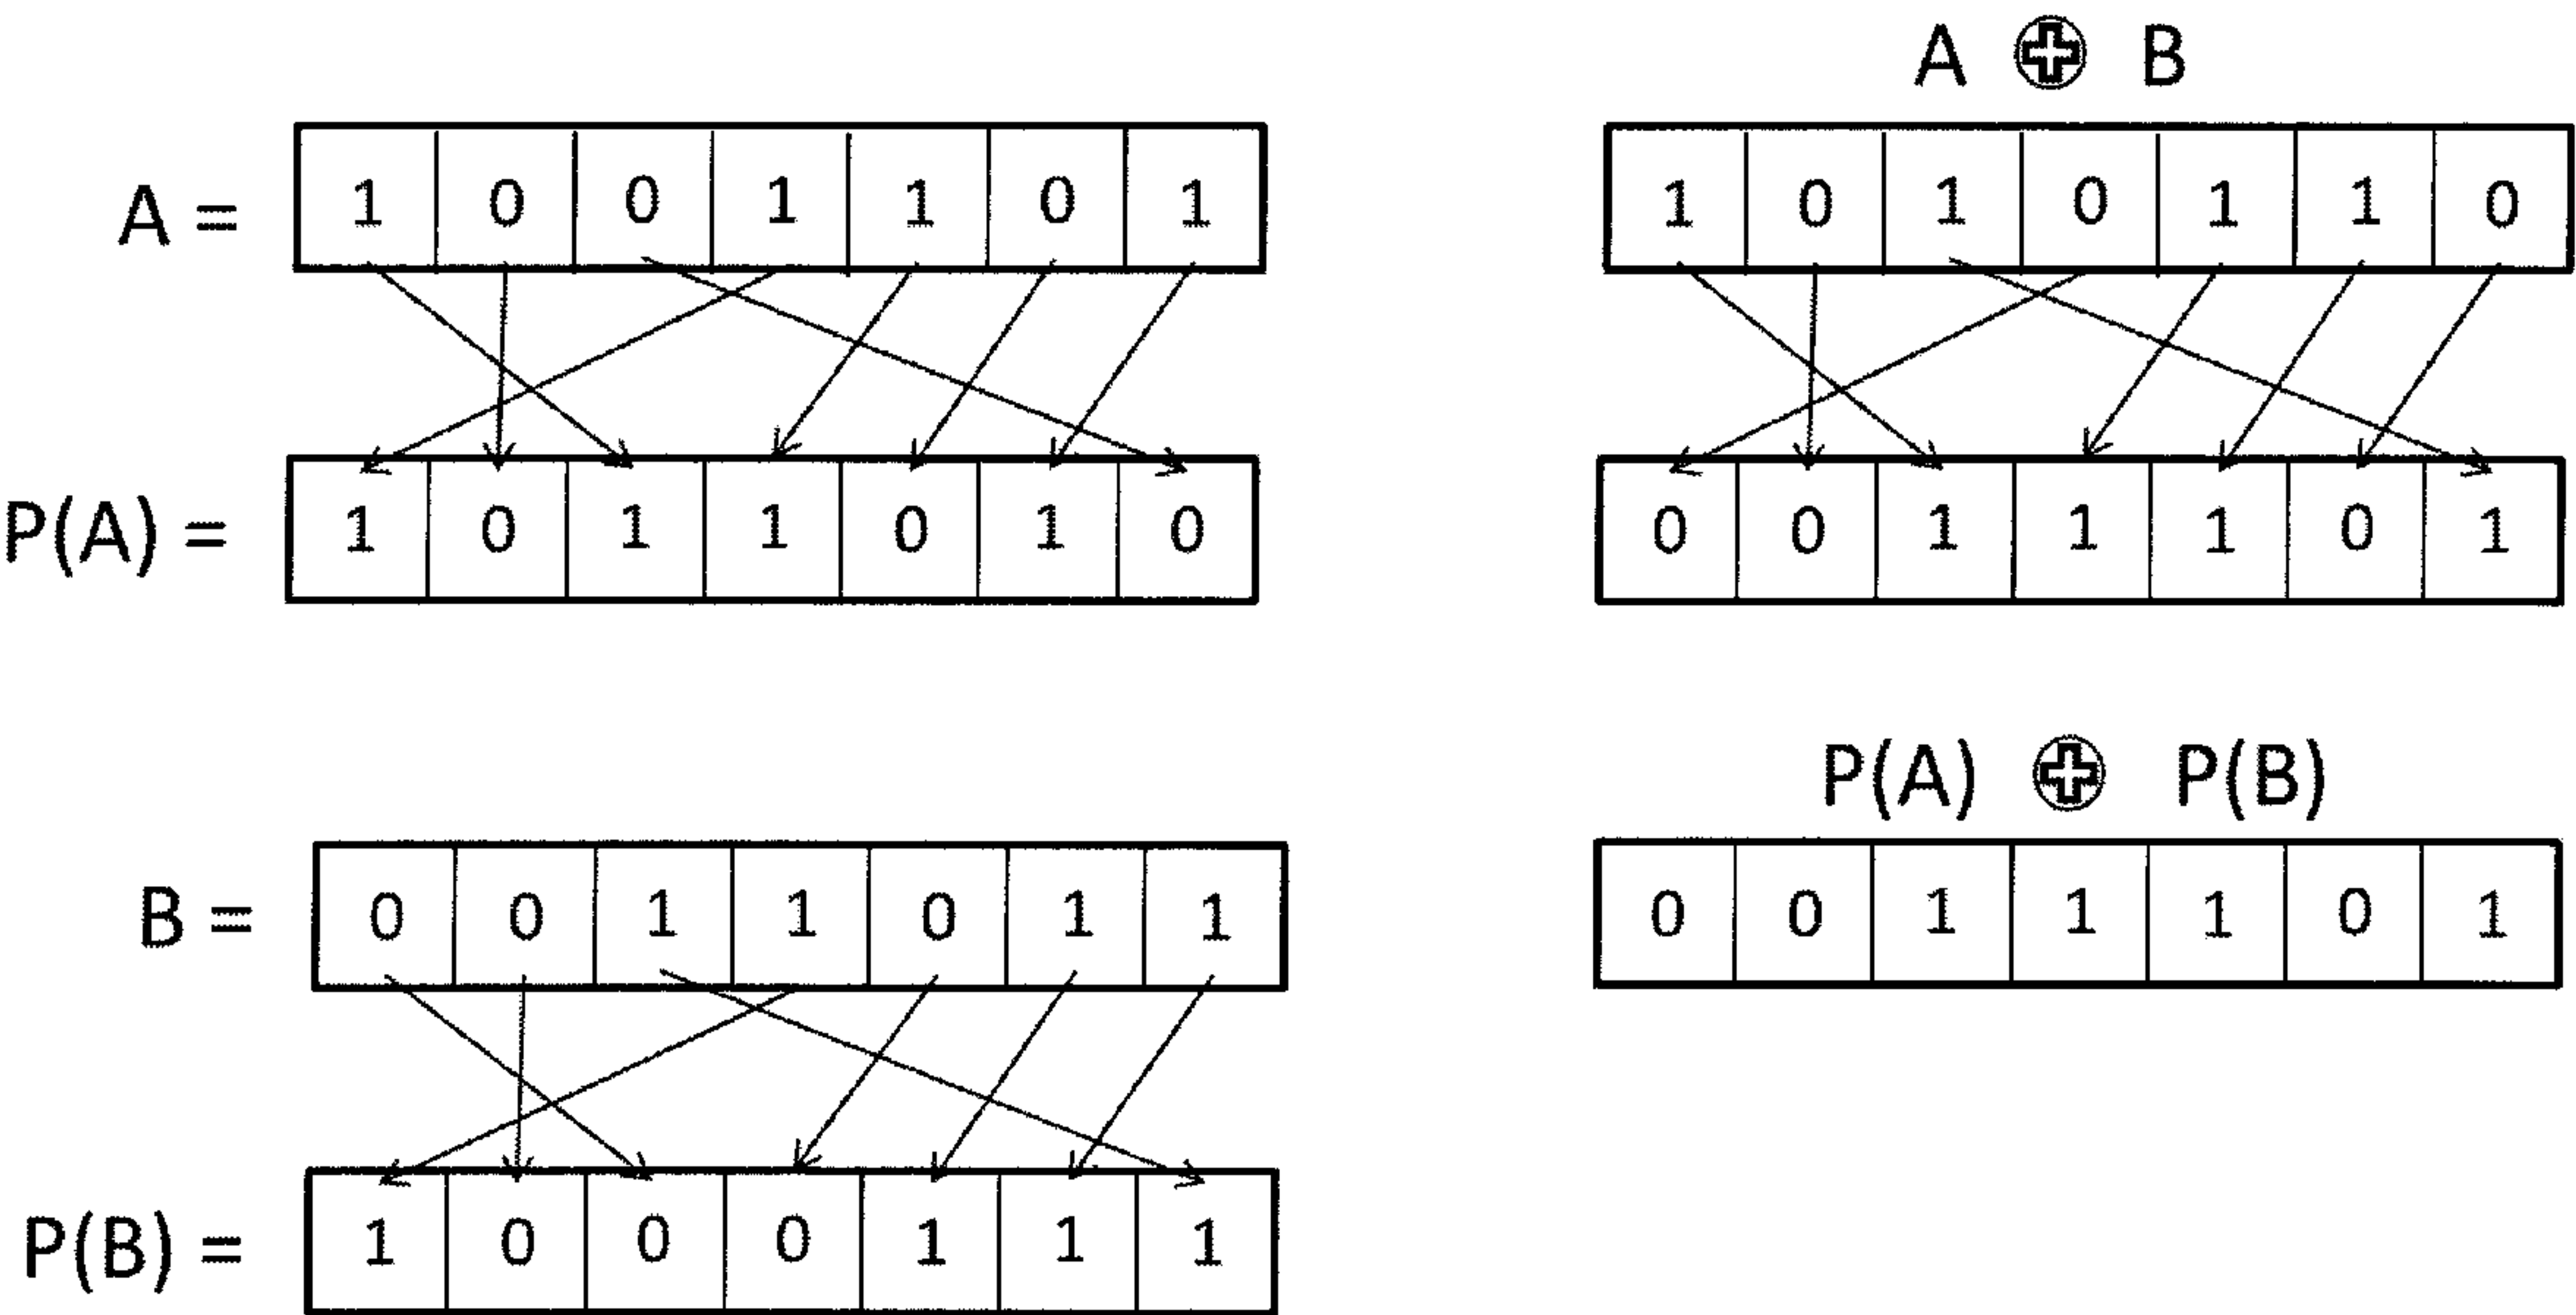 A ⊕ B
A = 1 0 0 1 1 0 1
1 0 1 0 1 1 0
P(A) = 1 0 1 1 0 1 0
0 0 1 1 1 0 1
P(A) ⊕ P(B)
B = 0 0 1 1 0 1 1
0 0 1 1 1 0 1
P(B) = 1 0 0 0 1 1 1